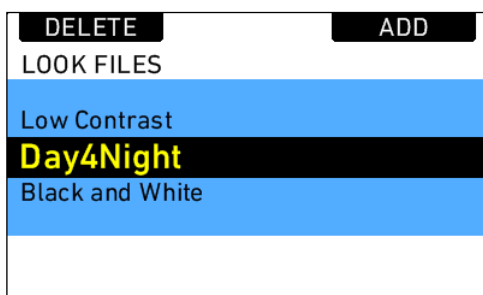 DELETE ADD
LOOK FILES
Low Contrast
Day4Night
Black and White